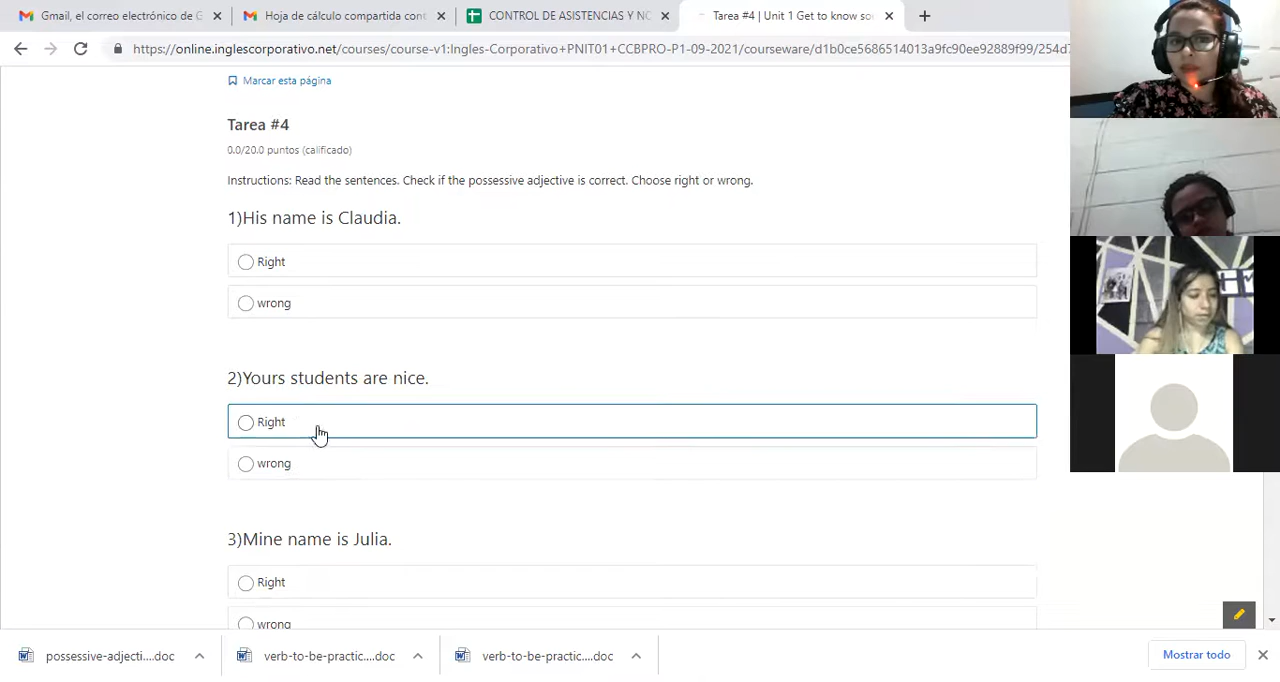 Gmail, el correo electrónico de G
Hoja de cálculo compartida cont
CONTROL DE ASISTENCIAS Y NO
Tarea #4 | Unit 1 Get to know so
https://online.inglescorporativo.net/courses/course-v1:Ingles-Corporativo+PNIT01+CCBPRO-P1-09-2021/courseware/d1b0ce5686514013a9fc90ee92889f99/254d7
Marcar esta página
Tarea #4
0.0/20.0 puntos (calificado)
Instructions: Read the sentences. Check if the possessive adjective is correct. Choose right or wrong.
1)His name is Claudia.
Right
wrong
2)Yours students are nice.
Right
wrong
3)Mine name is Julia.
Right
wrong
possessive-adjecti....doc
verb-to-be-practic....doc
verb-to-be-practic....doc
Mostrar todo